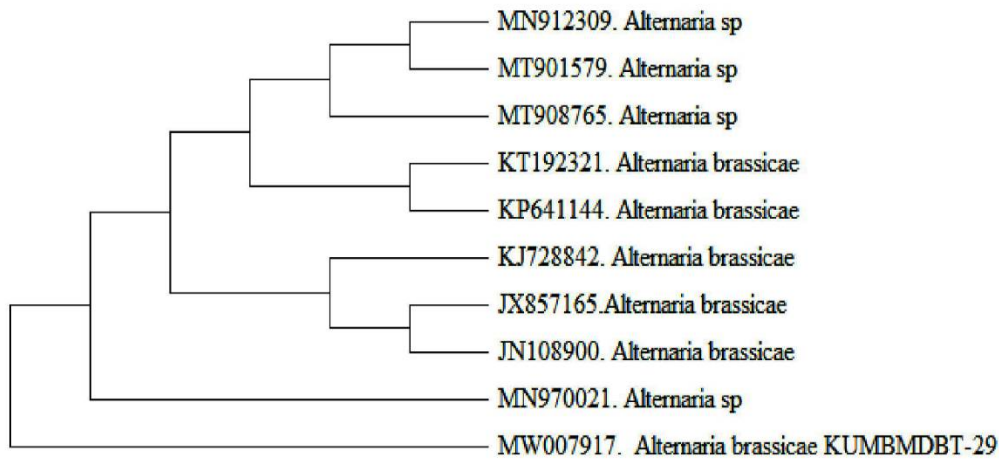 MN912309. Alternaria sp
MT901579. Alternaria sp
MT908765. Alternaria sp
KT192321. Alternaria brassicae
KP641144. Alternaria brassicae
KJ728842. Alternaria brassicae
JX857165.Alternaria brassicae
JN108900. Alternaria brassicae
MN970021. Alternaria sp
MW007917. Alternaria brassicae KUMBMDBT-29